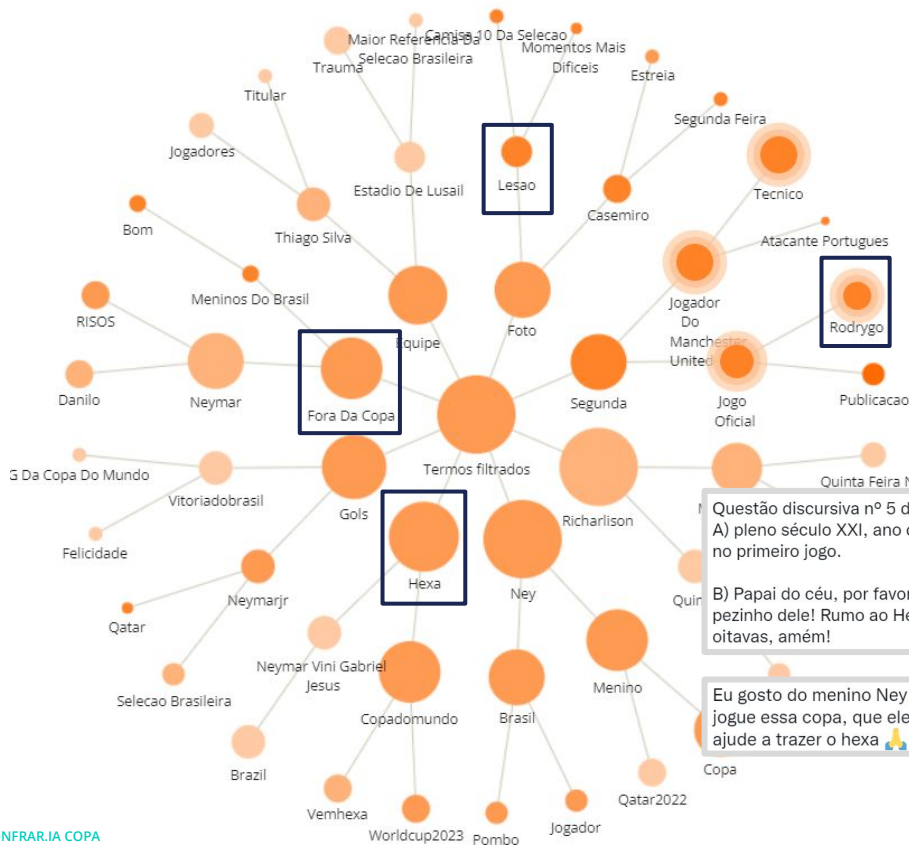 Maior Referencia Da
Selecao Brasileira
Camisa 10 Da Selecao
Momentos Mais
Dificeis
Trauma
Estreia
Titular
Segunda Feira
Jogadores
Estadio De Lusail
Lesao
Casemiro
Tecnico
Bom
Thiago Silva
Atacante Portugues
Meninos Do Brasil
Jogador
Do
Manchester
United
Rodrygo
RISOS
Equipe
Foto
Danilo
Neymar
Fora Da Copa
Segunda
Jogo
Oficial
Publicacao
Termos filtrados
G Da Copa Do Mundo
Vitoriadobrasil
Gols
Richarlison
Quinta Feira
Felicidade
Hexa
Ney
Neymarjr
Qatar
Neymar Vini Gabriel
Jesus
Selecao Brasileira
Copadomundo
Brasil
Menino
Brazil
Copa
Vemhexa
Worldcup2023
Pombo
Jogador
Qatar2022
Questão discursiva nº 5
A) pleno século XXI, ano
no primeiro jogo.
B) Papai do céu, por favor
pezinho dele! Rumo ao
oitavas, amém!
Eu gosto do menino Ney
jogue essa copa, que ele
ajude a trazer o hexa 🙏
NFRAR.IA COPA